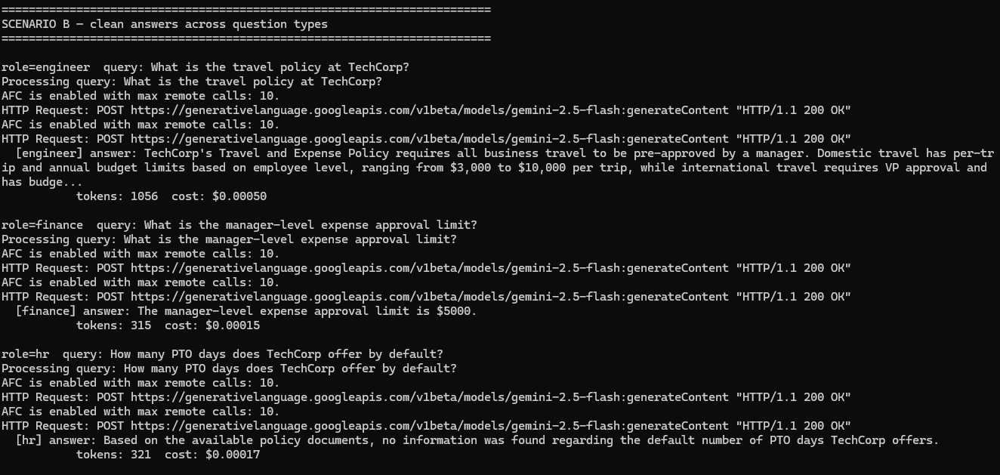 ========================================================================
SCENARIO B — clean answers across question types
========================================================================
role=engineer  query: What is the travel policy at TechCorp?
Processing query: What is the travel policy at TechCorp?
AFC is enabled with max remote calls: 10.
HTTP Request: POST https://generativelanguage.googleapis.com/v1beta/models/gemini-2.5-flash:generateContent "HTTP/1.1 200 OK"
AFC is enabled with max remote calls: 10.
HTTP Request: POST https://generativelanguage.googleapis.com/v1beta/models/gemini-2.5-flash:generateContent "HTTP/1.1 200 OK"
  [engineer] answer: TechCorp's Travel and Expense Policy requires all business travel to be pre-approved by a manager. Domestic travel has per-tr
ip and annual budget limits based on employee level, ranging from $3,000 to $10,000 per trip, while international travel requires VP approval and
has budge...
           tokens: 1056  cost: $0.00050
role=finance  query: What is the manager-level expense approval limit?
Processing query: What is the manager-level expense approval limit?
AFC is enabled with max remote calls: 10.
HTTP Request: POST https://generativelanguage.googleapis.com/v1beta/models/gemini-2.5-flash:generateContent "HTTP/1.1 200 OK"
AFC is enabled with max remote calls: 10.
HTTP Request: POST https://generativelanguage.googleapis.com/v1beta/models/gemini-2.5-flash:generateContent "HTTP/1.1 200 OK"
  [finance] answer: The manager-level expense approval limit is $5000.
           tokens: 315  cost: $0.00015
role=hr  query: How many PTO days does TechCorp offer by default?
Processing query: How many PTO days does TechCorp offer by default?
AFC is enabled with max remote calls: 10.
HTTP Request: POST https://generativelanguage.googleapis.com/v1beta/models/gemini-2.5-flash:generateContent "HTTP/1.1 200 OK"
AFC is enabled with max remote calls: 10.
HTTP Request: POST https://generativelanguage.googleapis.com/v1beta/models/gemini-2.5-flash:generateContent "HTTP/1.1 200 OK"
  [hr] answer: Based on the available policy documents, no information was found regarding the default number of PTO days TechCorp offers.
           tokens: 321  cost: $0.00017